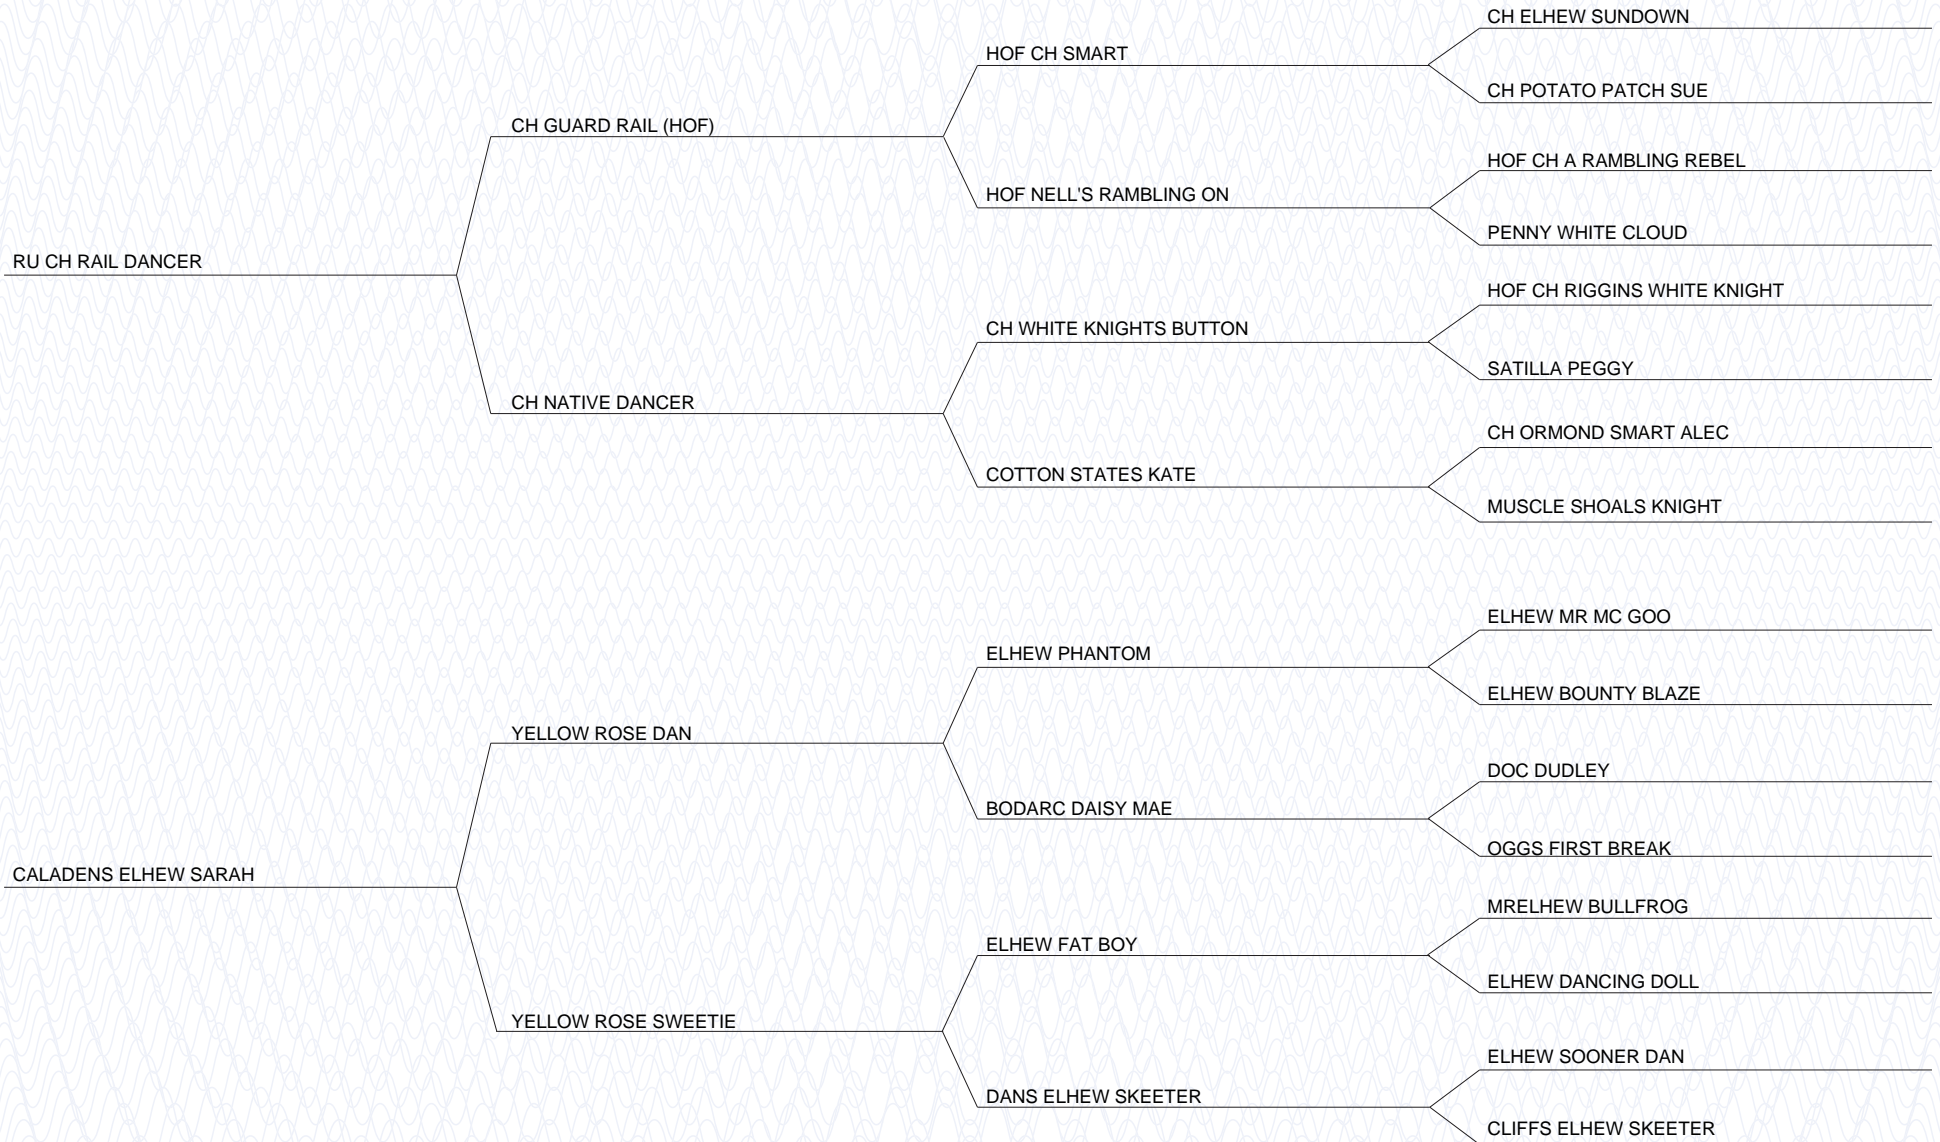 CH ELHEW SUNDOWN
HOF CH SMART
CH POTATO PATCH SUE
CH GUARD RAIL (HOF)
HOF CH A RAMBLING REBEL
HOF NELL'S RAMBLING ON
PENNY WHITE CLOUD
RU CH RAIL DANCER
HOF CH RIGGINS WHITE KNIGHT
CH WHITE KNIGHTS BUTTON
SATILLA PEGGY
CH NATIVE DANCER
CH ORMOND SMART ALEC
COTTON STATES KATE
MUSCLE SHOALS KNIGHT
ELHEW MR MC GOO
ELHEW PHANTOM
ELHEW BOUNTY BLAZE
YELLOW ROSE DAN
DOC DUDLEY
BODARC DAISY MAE
OGGS FIRST BREAK
CALADENS ELHEW SARAH
MRELHEW BULLFROG
ELHEW FAT BOY
ELHEW DANCING DOLL
YELLOW ROSE SWEETIE
ELHEW SOONER DAN
DANS ELHEW SKEETER
CLIFFS ELHEW SKEETER